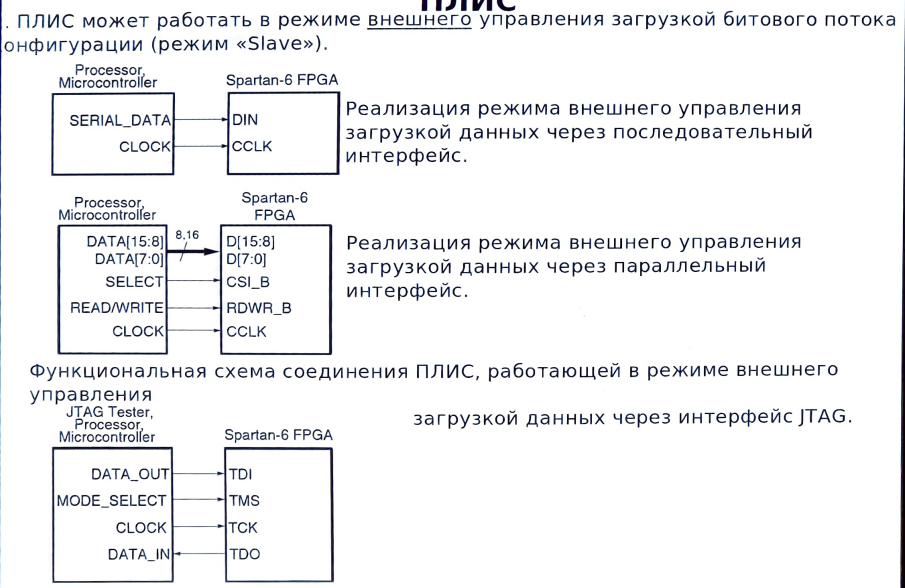 ПЛИС
. ПЛИС может работать в режиме внешнего управления загрузкой битового потока
онфигурации (режим «Slave»).
Processor,
Microcontroller
Spartan-6 FPGA
SERIAL_DATA
DIN
CLOCK
CCLK
Реализация режима внешнего управления
загрузкой данных через последовательный
интерфейс.
Processor,
Microcontroller
Spartan-6
FPGA
DATA[15:8]
8,16
D[15:8]
DATA[7:0]
D[7:0]
SELECT
CSI_B
READ/WRITE
RDWR_B
CLOCK
CCLK
Реализация режима внешнего управления
загрузкой данных через параллельный
интерфейс.
Функциональная схема соединения ПЛИС, работающей в режиме внешнего
управления
загрузкой данных через интерфейс JTAG.
JTAG Tester,
Processor,
Microcontroller
Spartan-6 FPGA
DATA_OUT
TDI
MODE_SELECT
TMS
CLOCK
TCK
DATA_IN
TDO